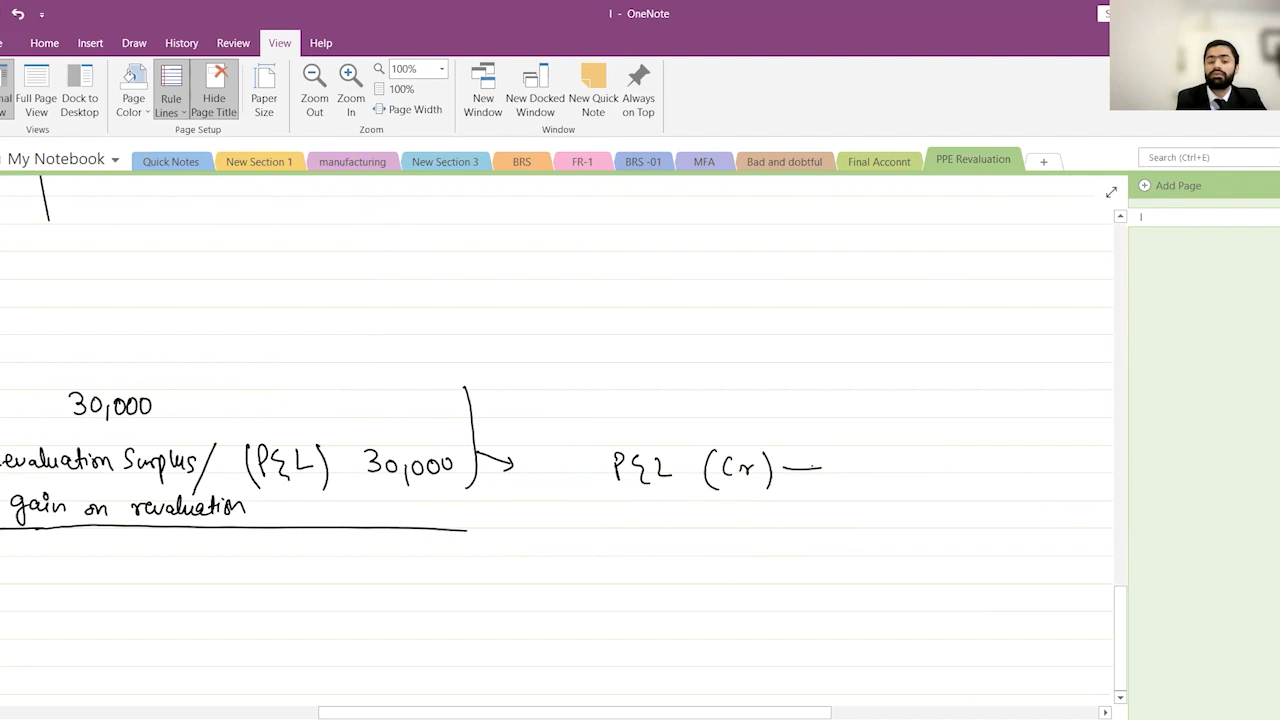 I - OneNote
Home Insert Draw History Review View Help
Full Page View
Dock to Desktop
Page Color
Rule Lines
Hide Page Title
Paper Size
Zoom Out
Zoom In
100%
100%
Page Width
New Window
New Docked Window
New Quick Note
Always on Top
Views Page Setup Zoom Window
My Notebook Quick Notes New Section 1 manufacturing New Section 3 BRS FR-1 BRS -01 MFA Bad and dobtful Final Acconnt PPE Revaluation Search (Ctrl+E)
Add Page
I
30,000
evaluation Surplus/ (P&L) 30,000 P&L (Cr) —
gain on revaluation